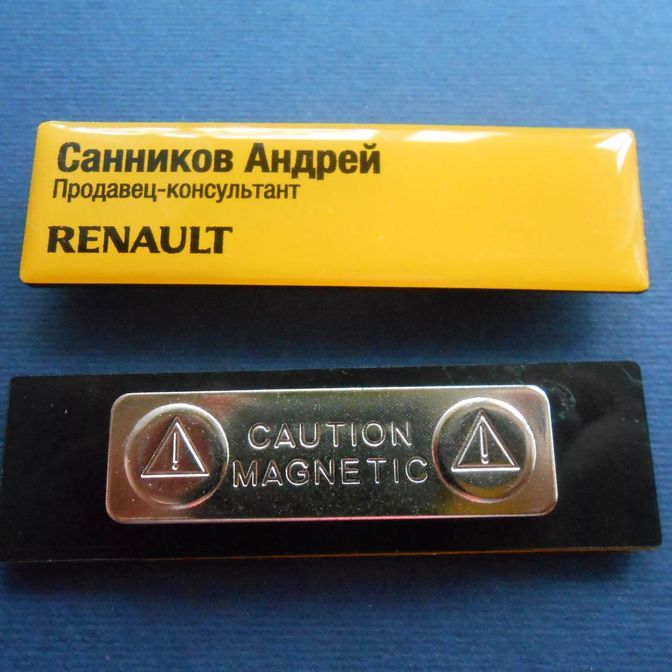 Санников Андрей
Продавец-консультант
RENAULT
CAUTION
MAGNETIC